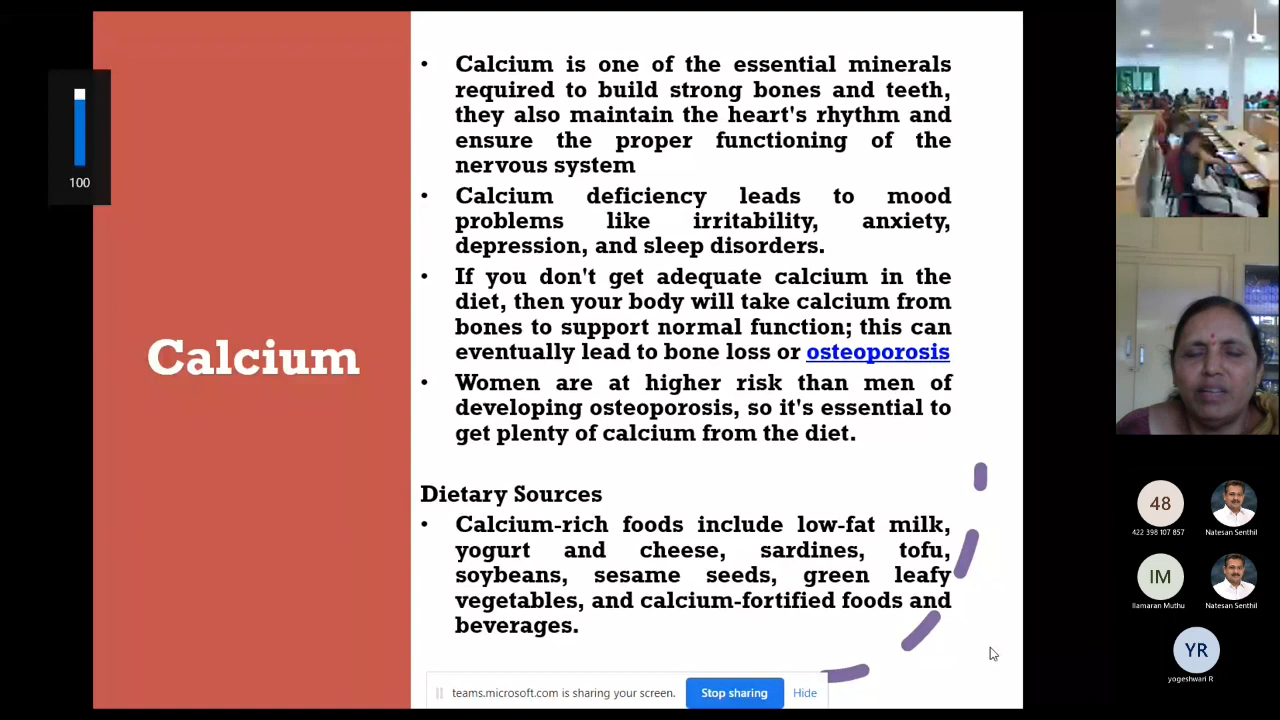 100
Calcium
• Calcium is one of the essential minerals
required to build strong bones and teeth,
they also maintain the heart's rhythm and
ensure the proper functioning of the
nervous system
• Calcium deficiency leads to mood
problems like irritability, anxiety,
depression, and sleep disorders.
• If you don't get adequate calcium in the
diet, then your body will take calcium from
bones to support normal function; this can
eventually lead to bone loss or osteoporosis
• Women are at higher risk than men of
developing osteoporosis, so it's essential to
get plenty of calcium from the diet.
Dietary Sources
• Calcium-rich foods include low-fat milk,
yogurt and cheese, sardines, tofu,
soybeans, sesame seeds, green leafy
vegetables, and calcium-fortified foods and
beverages.
teams.microsoft.com is sharing your screen.
Stop sharing
Hide
48
422 398 107 857
Natesan Senthil
IM
Ilamaran Muthu
Natesan Senthil
YR
yogeshwari R